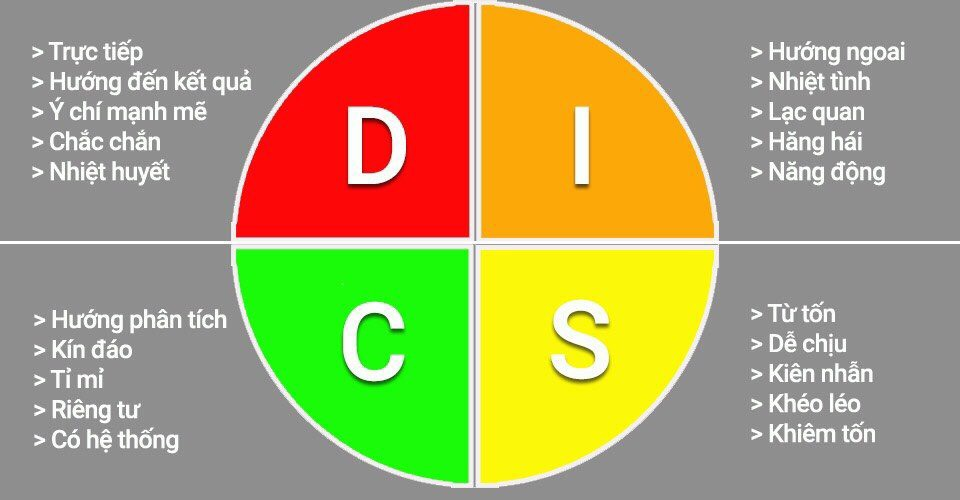 > Trực tiếp
> Hướng đến kết quả
> Ý chí mạnh mẽ
> Chắc chắn
> Nhiệt huyết
D
I
> Hướng ngoai
> Nhiệt tình
> Lạc quan
> Hăng hái
> Năng động
> Hướng phân tích
> Kín đáo
> Tỉ mỉ
> Riêng tư
> Có hệ thống
C
S
> Từ tốn
> Dễ chịu
> Kiên nhẫn
> Khéo léo
> Khiêm tốn